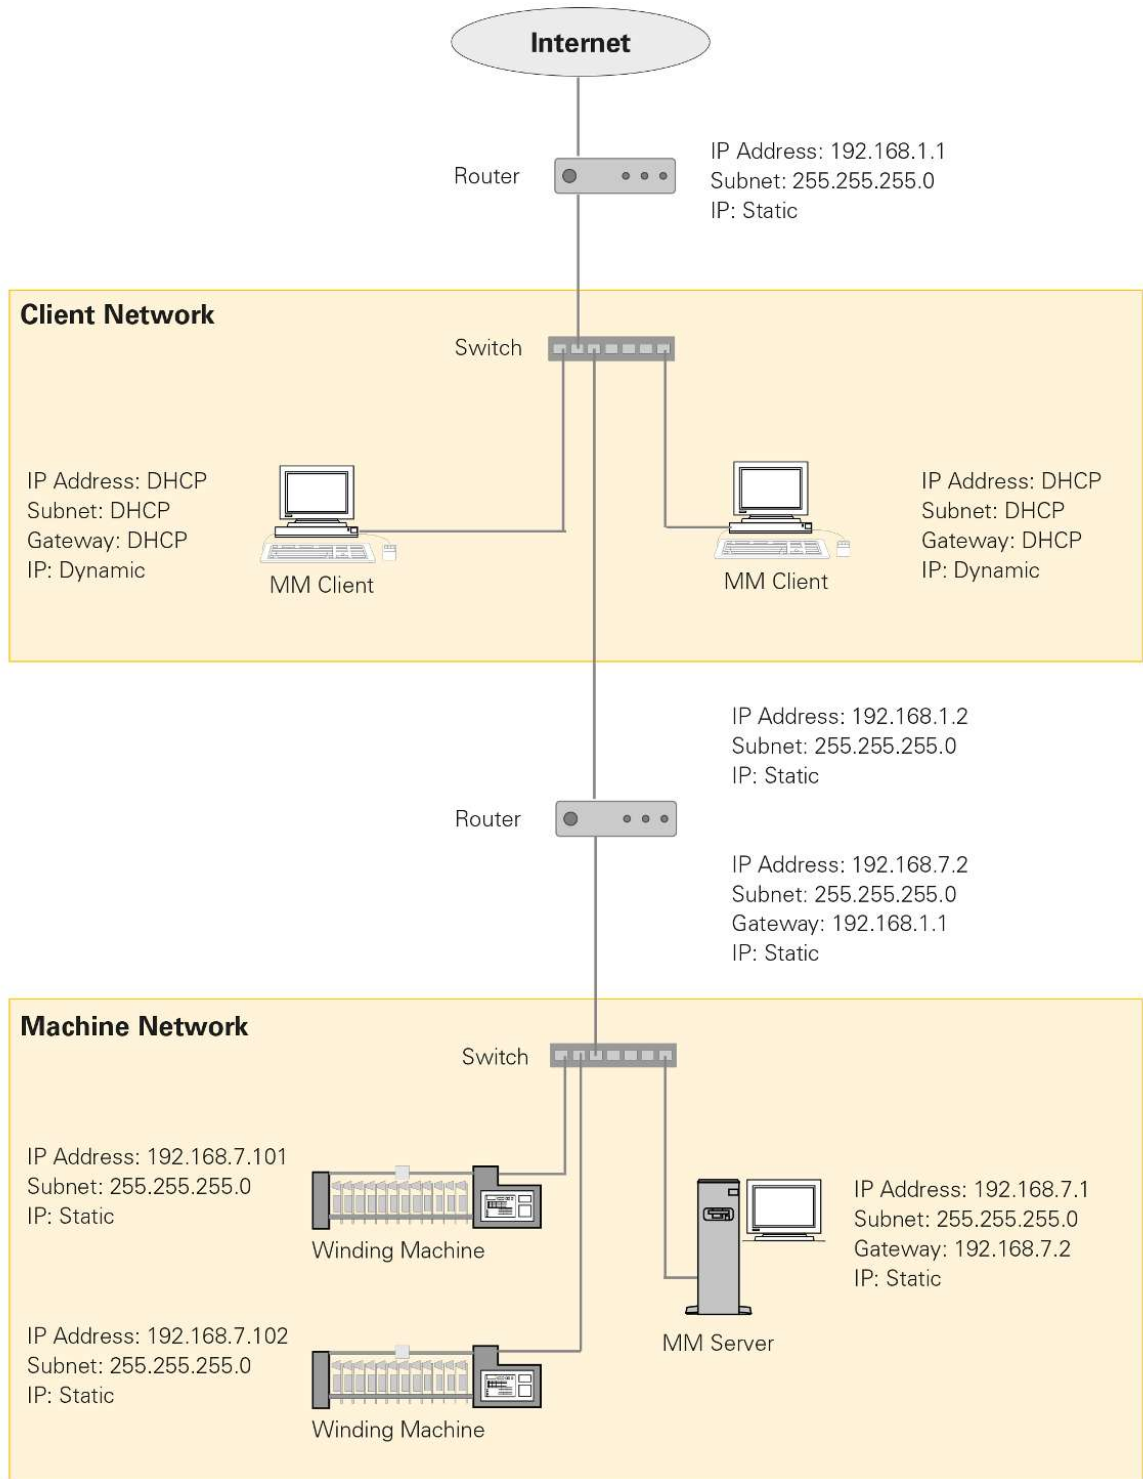 Internet
Router
IP Address: 192.168.1.1
Subnet: 255.255.255.0
IP: Static
Client Network
Switch
IP Address: DHCP
Subnet: DHCP
Gateway: DHCP
IP: Dynamic
MM Client
IP Address: DHCP
Subnet: DHCP
Gateway: DHCP
IP: Dynamic
MM Client
IP Address: 192.168.1.2
Subnet: 255.255.255.0
IP: Static
Router
IP Address: 192.168.7.2
Subnet: 255.255.255.0
Gateway: 192.168.1.1
IP: Static
Machine Network
Switch
IP Address: 192.168.7.101
Subnet: 255.255.255.0
IP: Static
Winding Machine
IP Address: 192.168.7.1
Subnet: 255.255.255.0
Gateway: 192.168.7.2
IP: Static
MM Server
IP Address: 192.168.7.102
Subnet: 255.255.255.0
IP: Static
Winding Machine